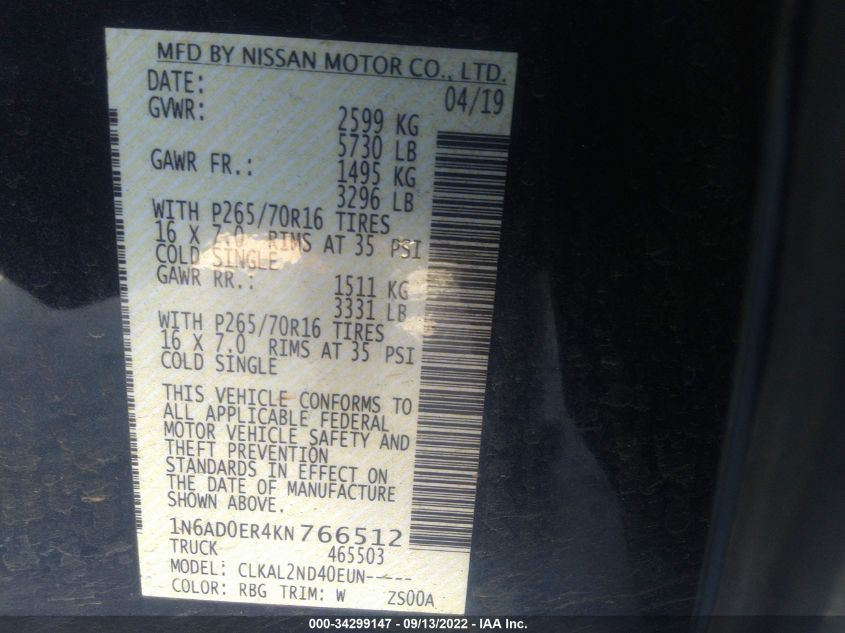 MFD BY NISSAN MOTOR CO., LTD.
DATE: 04/19
GVWR: 2599 KG
5730 LB
GAWR FR.: 1495 KG
3296 LB
WITH P265/70R16 TIRES
16 X 7.0 RIMS AT 35 PSI
COLD SINGLE
GAWR RR.: 1511 KG
3331 LB
WITH P265/70R16 TIRES
16 X 7.0 RIMS AT 35 PSI
COLD SINGLE
THIS VEHICLE CONFORMS TO
ALL APPLICABLE FEDERAL
MOTOR VEHICLE SAFETY AND
THEFT PREVENTION
STANDARDS IN EFFECT ON
THE DATE OF MANUFACTURE
SHOWN ABOVE.
1N6AD0ER4KN766512
TRUCK 465503
MODEL: CLKAL2ND40EUN-----
COLOR: RBG TRIM: W ZS00A
000-34299147 - 09/13/2022 - IAA Inc.